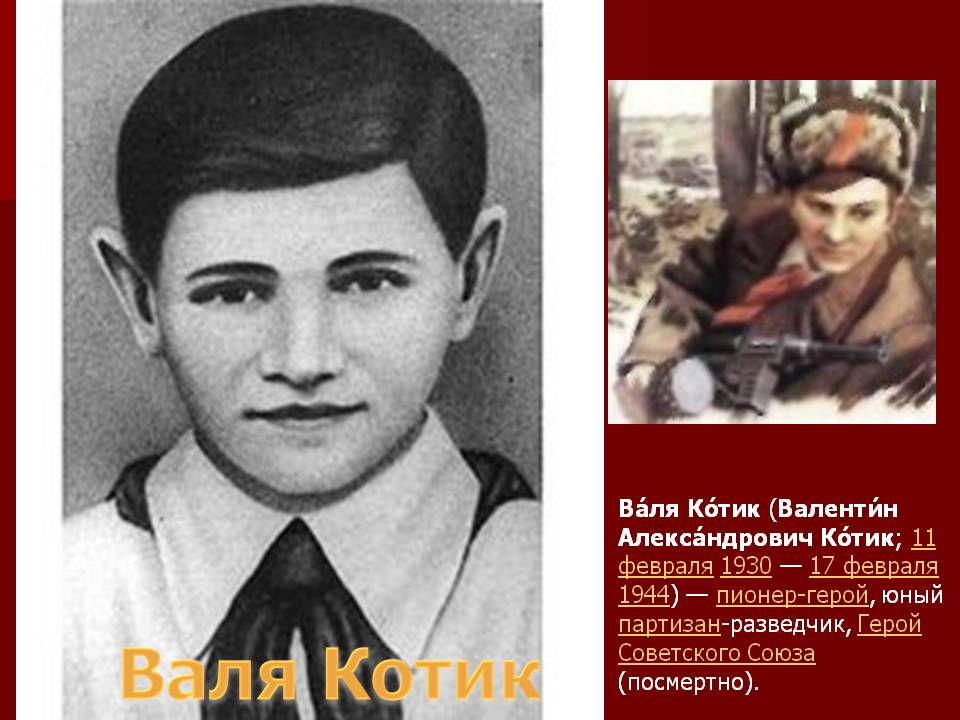 Валя Котик
Ва́ля Ко́тик (Валенти́н
Алекса́ндрович Ко́тик; 11
февраля 1930 — 17 февраля
1944) — пионер-герой, юный
партизан-разведчик, Герой
Советского Союза
(посмертно).